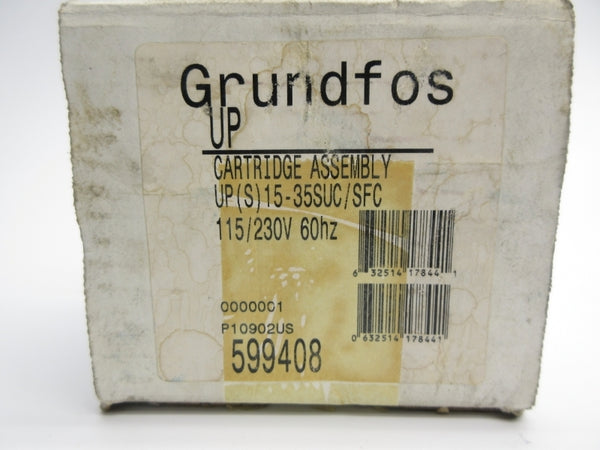 Grundfos
UP
CARTRIDGE ASSEMBLY
UP(S)15-35SUC/SFC
115/230V 60hz
6 32514 17844 1
0000001
P10902US
0 632514 178441
599408